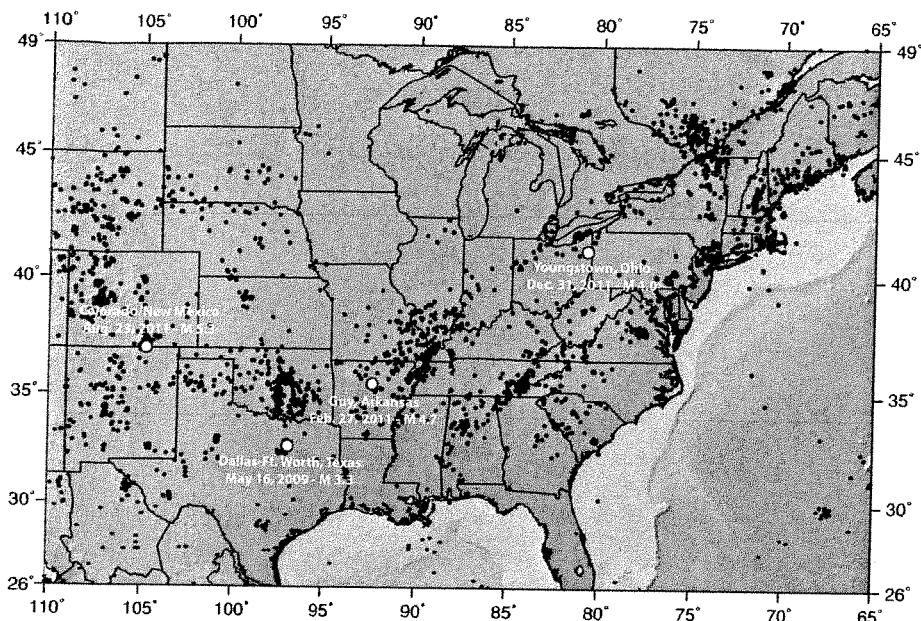 110° 105° 100° 95° 90° 85° 80° 75° 70° 65°
49° 49°
45° 45°
40° 40°
Youngstown, Ohio
Dec. 31, 2011 - M 4.0
Colorado/New Mexico
Aug. 23, 2011 - M 5.3
35° 35°
Guy, Arkansas
Feb. 27, 2011 - M 4.7
Dallas-Ft. Worth, Texas
May 16, 2009 - M 3.3
30° 30°
26° 26°
110° 105° 100° 95° 90° 85° 80° 75° 70° 65°